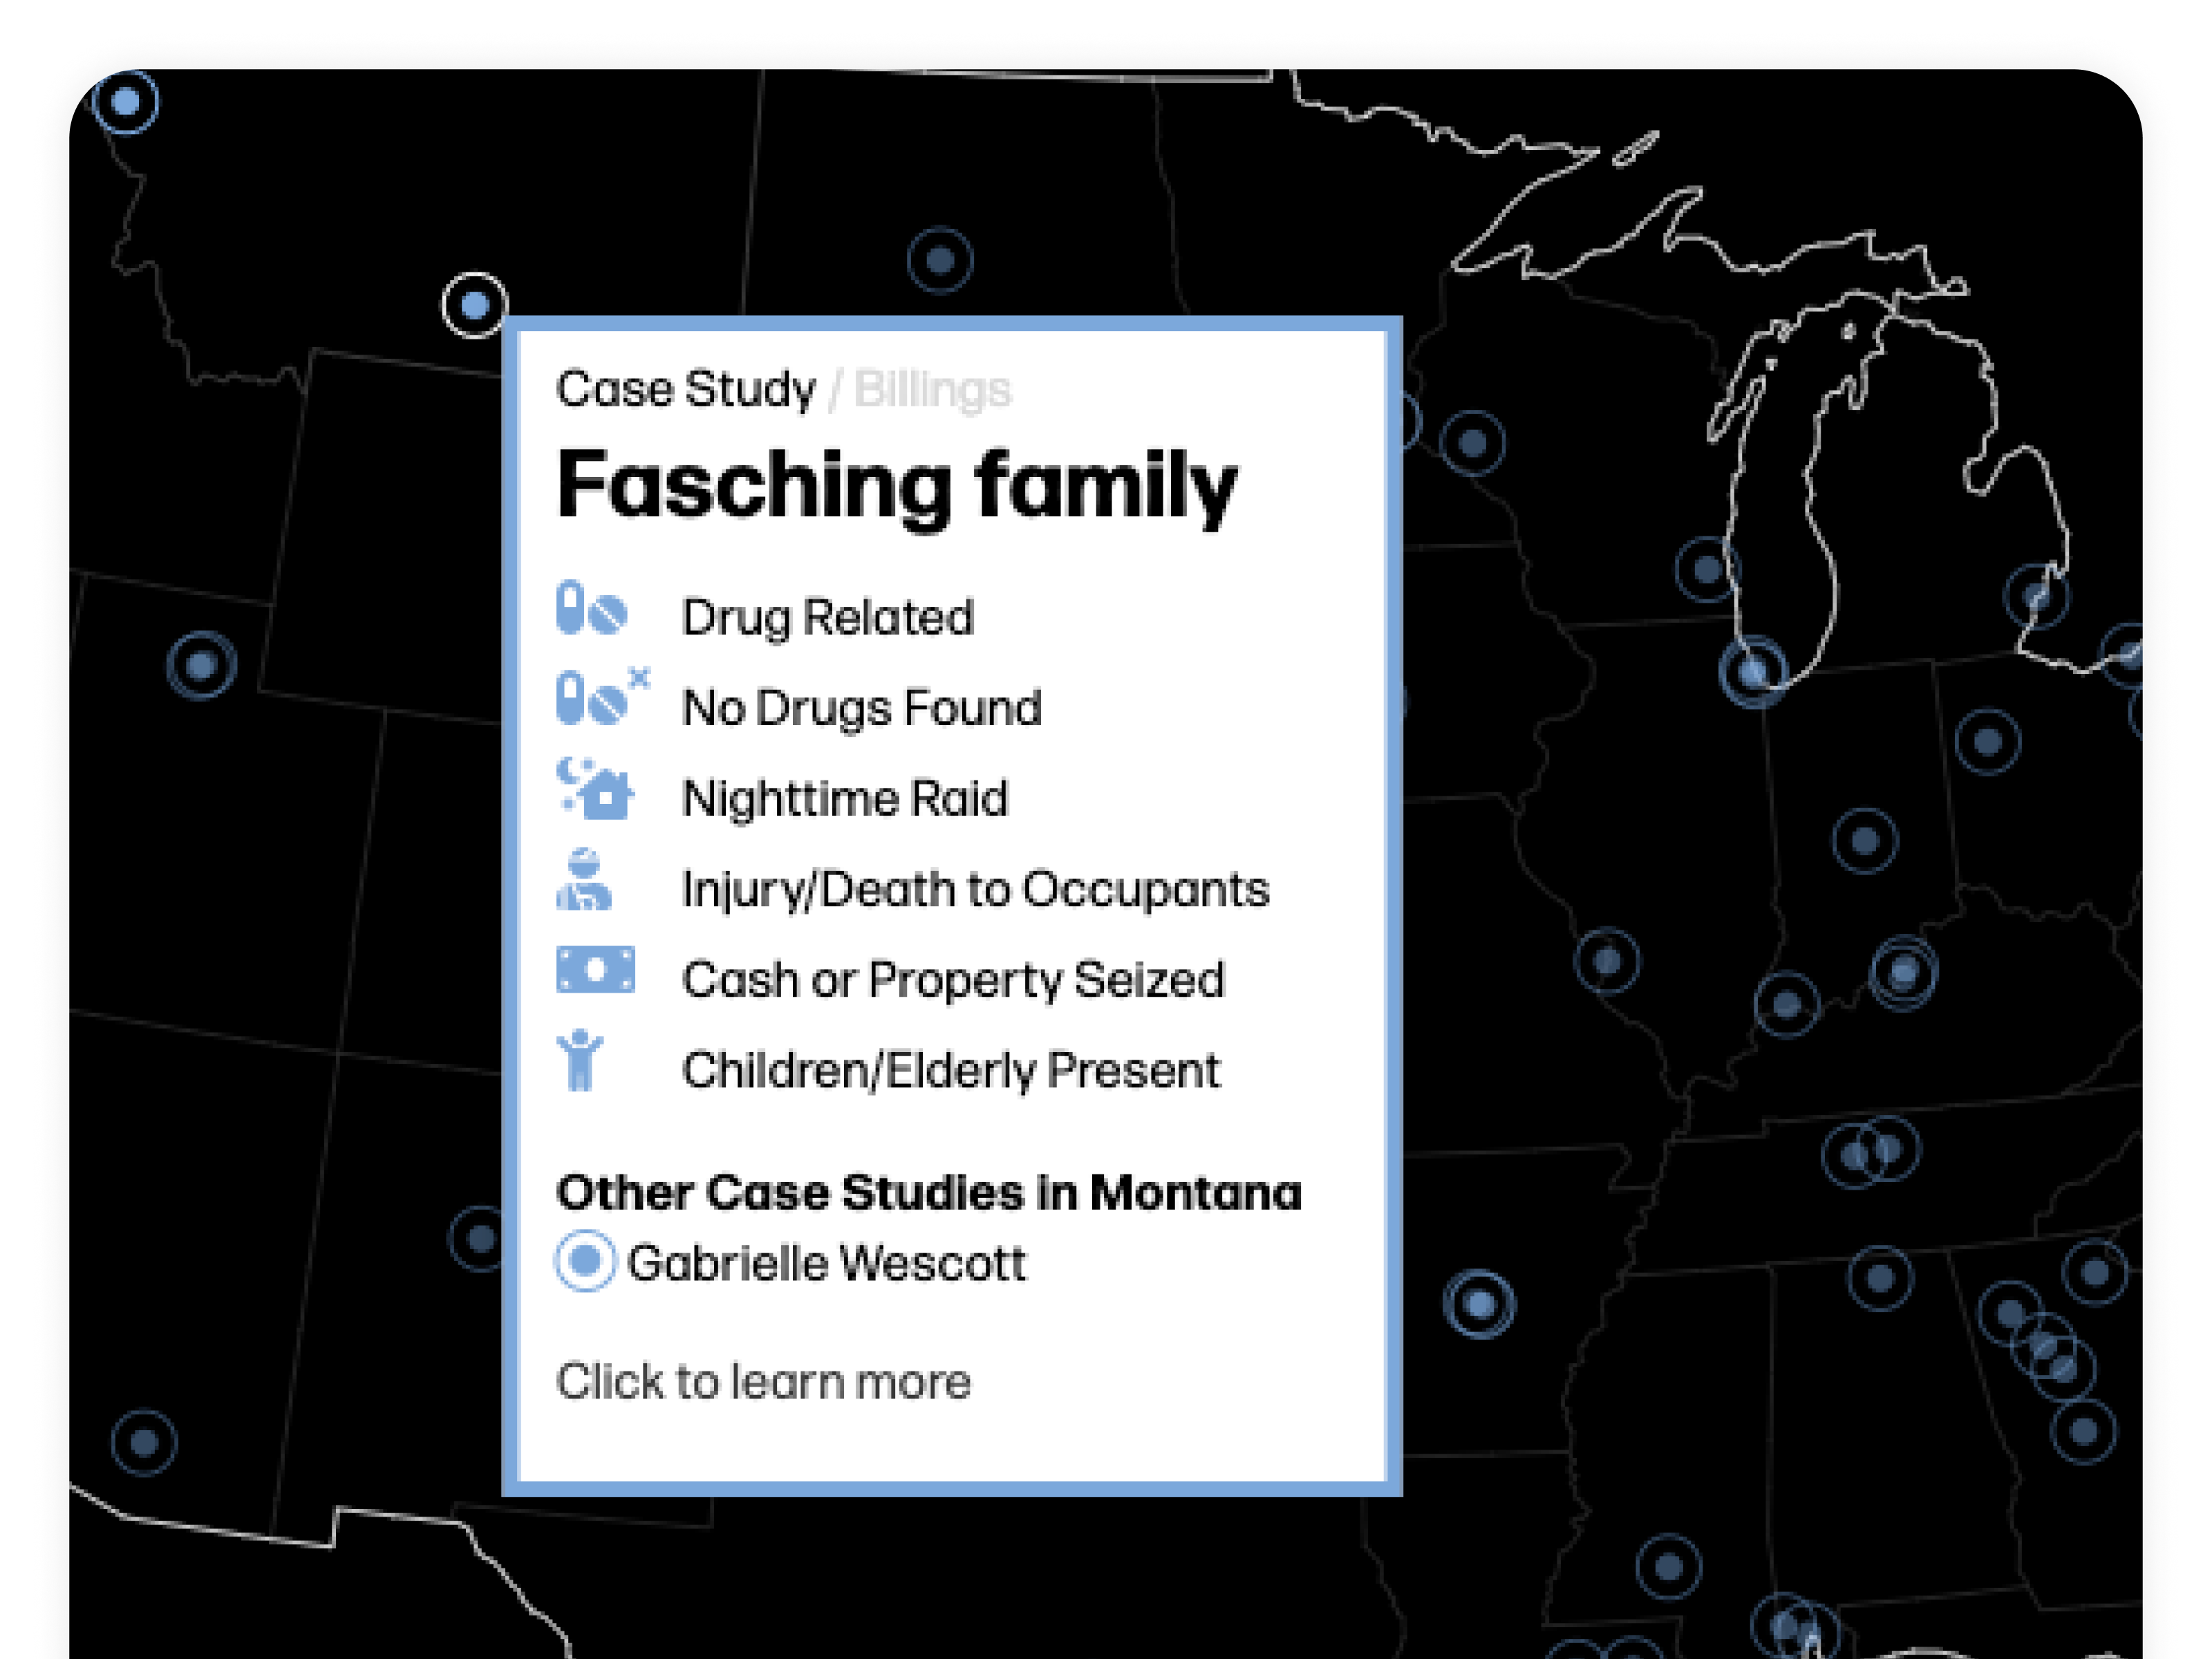 Case Study / Billings
Fasching family
Drug Related
No Drugs Found
Nighttime Raid
Injury/Death to Occupants
Cash or Property Seized
Children/Elderly Present
Other Case Studies in Montana
Gabrielle Wescott
Click to learn more